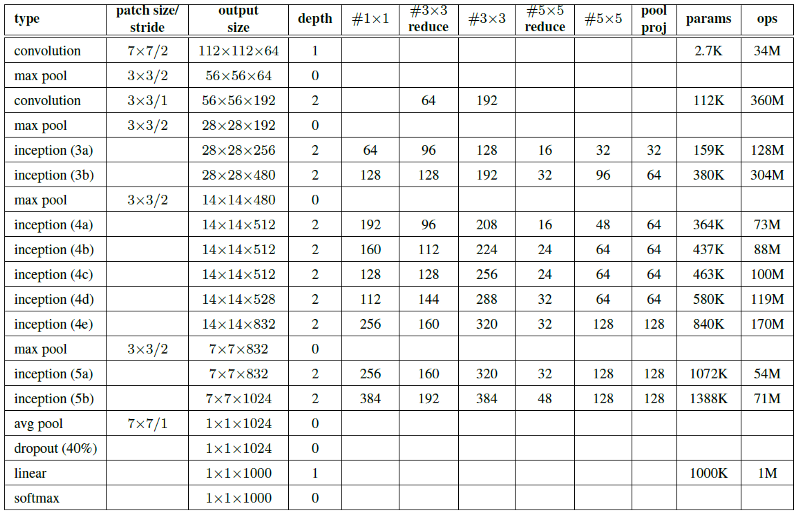 type patch size/ stride output size depth #1×1 #3×3 reduce #3×3 #5×5 reduce #5×5 pool proj params ops
convolution 7×7/2 112×112×64 1 2.7K 34M
max pool 3×3/2 56×56×64 0
convolution 3×3/1 56×56×192 2 64 192 112K 360M
max pool 3×3/2 28×28×192 0
inception (3a) 28×28×256 2 64 96 128 16 32 32 159K 128M
inception (3b) 28×28×480 2 128 128 192 32 96 64 380K 304M
max pool 3×3/2 14×14×480 0
inception (4a) 14×14×512 2 192 96 208 16 48 64 364K 73M
inception (4b) 14×14×512 2 160 112 224 24 64 64 437K 88M
inception (4c) 14×14×512 2 128 128 256 24 64 64 463K 100M
inception (4d) 14×14×528 2 112 144 288 32 64 64 580K 119M
inception (4e) 14×14×832 2 256 160 320 32 128 128 840K 170M
max pool 3×3/2 7×7×832 0
inception (5a) 7×7×832 2 256 160 320 32 128 128 1072K 54M
inception (5b) 7×7×1024 2 384 192 384 48 128 128 1388K 71M
avg pool 7×7/1 1×1×1024 0
dropout (40%) 1×1×1024 0
linear 1×1×1000 1 1000K 1M
softmax 1×1×1000 0